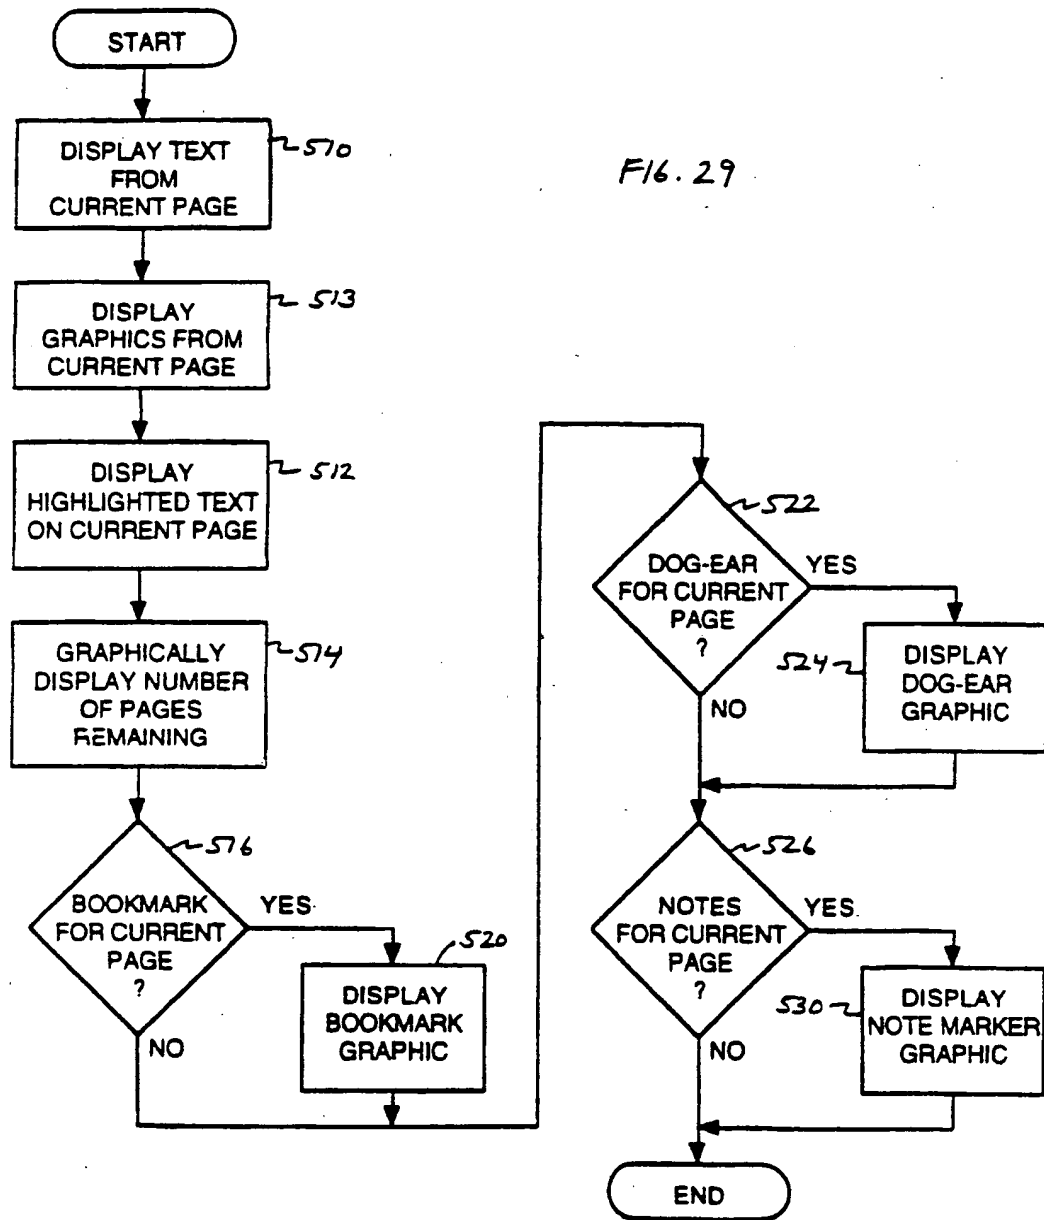 START
DISPLAY TEXT
FROM
CURRENT PAGE
510
FIG. 29
DISPLAY
GRAPHICS FROM
CURRENT PAGE
513
DISPLAY
HIGHLIGHTED TEXT
ON CURRENT PAGE
512
GRAPHICALLY
DISPLAY NUMBER
OF PAGES
REMAINING
514
516
BOOKMARK
FOR CURRENT
PAGE
?
YES
NO
520
DISPLAY
BOOKMARK
GRAPHIC
522
DOG-EAR
FOR CURRENT
PAGE
?
YES
NO
524
DISPLAY
DOG-EAR
GRAPHIC
526
NOTES
FOR CURRENT
PAGE
?
YES
NO
530
DISPLAY
NOTE MARKER
GRAPHIC
END